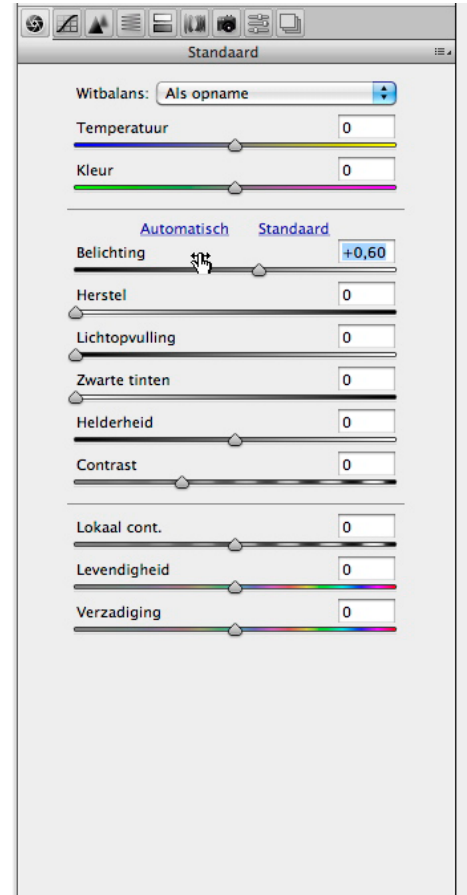 Standaard
Witbalans: Als opname
Temperatuur 0
Kleur 0
Automatisch Standaard
Belichting +0,60
Herstel 0
Lichtopvulling 0
Zwarte tinten 0
Helderheid 0
Contrast 0
Lokaal cont. 0
Levendigheid 0
Verzadiging 0